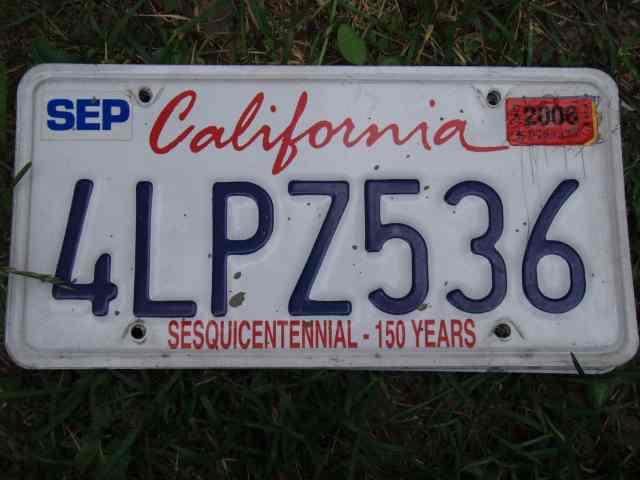 SEP California 2006
4LPZ536
SESQUICENTENNIAL - 150 YEARS